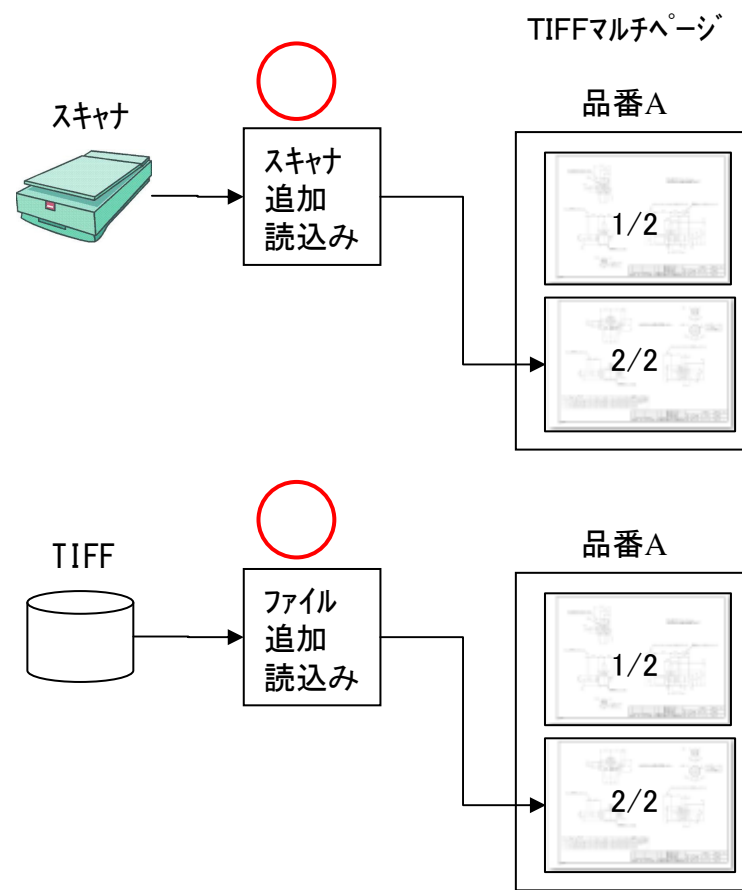 TIFFマルチページ
品番A
スキャナ
スキャナ
追加
読込み
1/2
2/2
品番A
TIFF
ファイル
追加
読込み
1/2
2/2